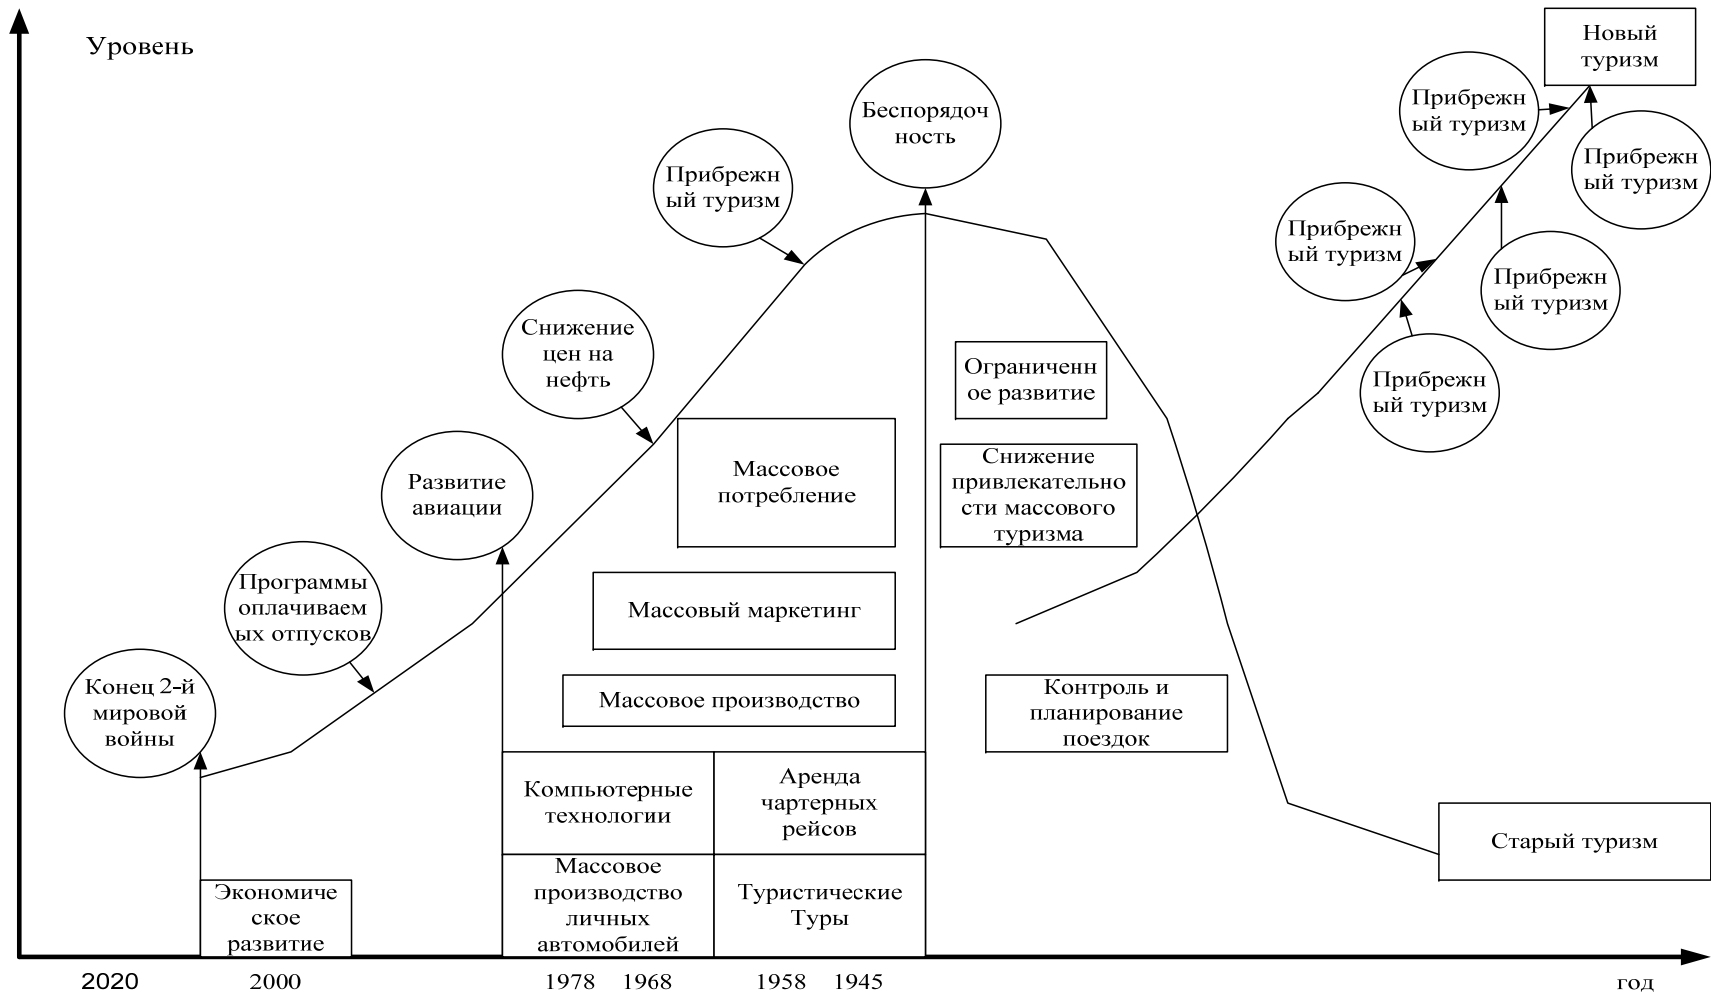 Уровень
Новый
туризм
Прибрежн
ый туризм
Беспорядоч
ность
Прибрежн
ый туризм
Прибрежн
ый туризм
Прибрежн
ый туризм
Прибрежн
ый туризм
Снижение
цен на
нефть
Ограниченн
ое развитие
Прибрежн
ый туризм
Развитие
авиации
Массовое
потребление
Снижение
привлекательно
сти массового
туризма
Программы
оплачиваем
ых отпусков
Массовый маркетинг
Конец 2-й
мировой
войны
Массовое производство
Контроль и
планирование
поездок
Компьютерные
технологии
Аренда
чартерных
рейсов
Старый туризм
Экономиче
ское
развитие
Массовое
производство
личных
автомобилей
Туристические
Туры
2020 2000 1978 1968 1958 1945 год